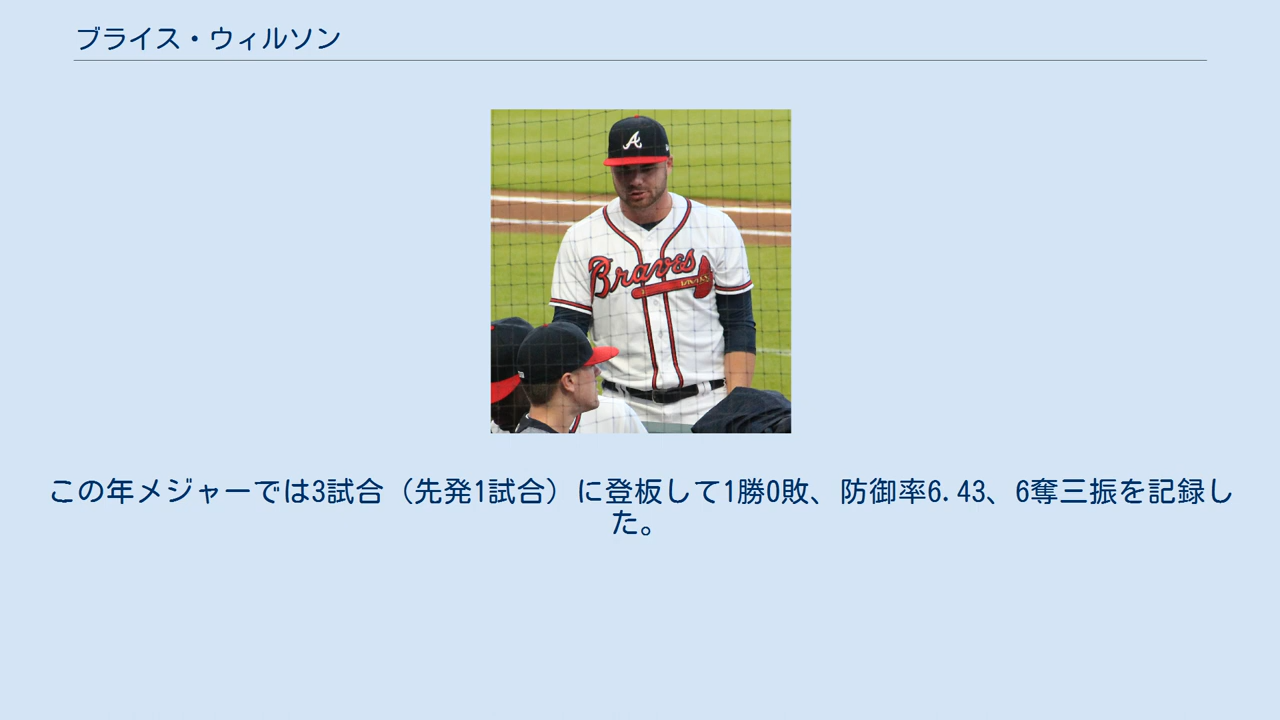 ブライス・ウィルソン
A
Braves
この年メジャーでは3試合（先発1試合）に登板して1勝0敗、防御率6.43、6奪三振を記録し
た。